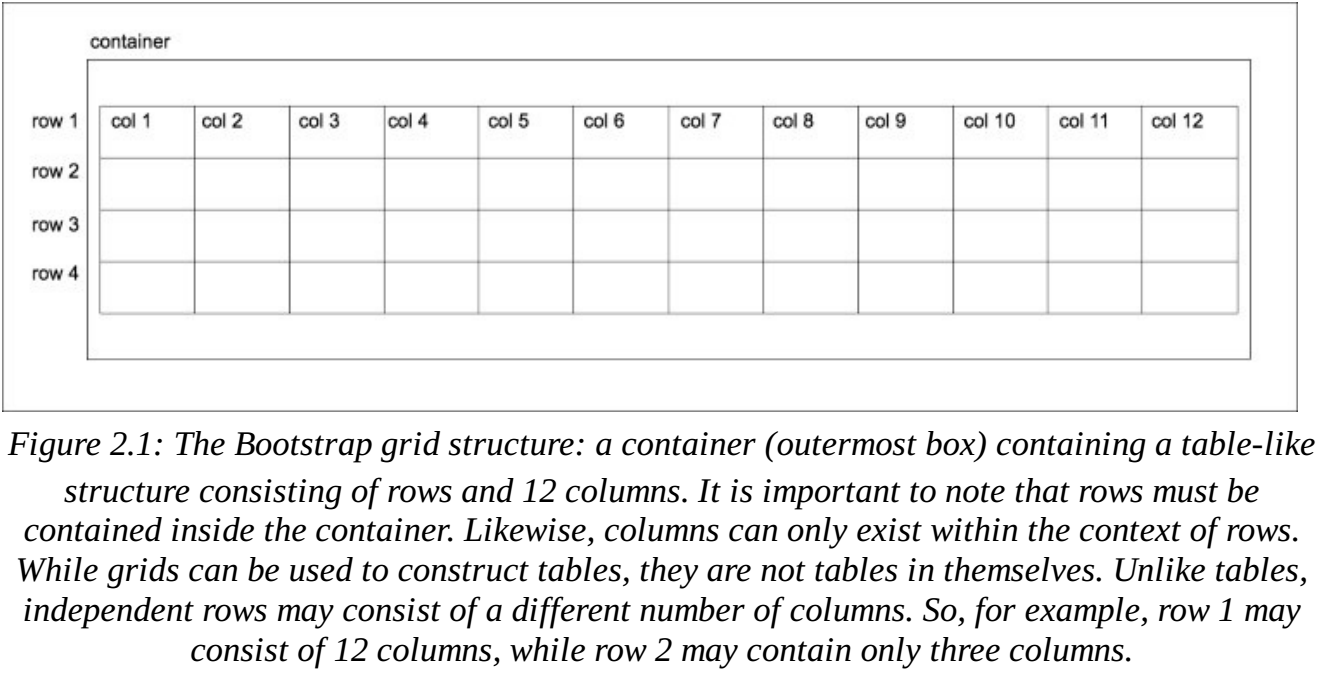 container
row 1 col 1 col 2 col 3 col 4 col 5 col 6 col 7 col 8 col 9 col 10 col 11 col 12
row 2
row 3
row 4
Figure 2.1: The Bootstrap grid structure: a container (outermost box) containing a table-like
structure consisting of rows and 12 columns. It is important to note that rows must be
contained inside the container. Likewise, columns can only exist within the context of rows.
While grids can be used to construct tables, they are not tables in themselves. Unlike tables,
independent rows may consist of a different number of columns. So, for example, row 1 may
consist of 12 columns, while row 2 may contain only three columns.